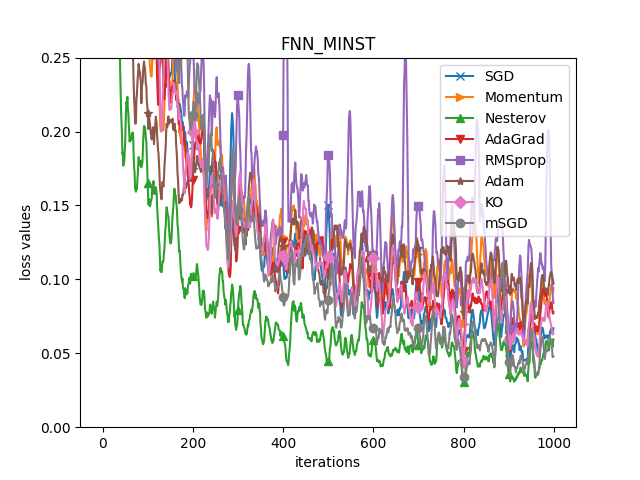 FNN_MINST
0.25
0.20
0.15
0.10
0.05
0.00
loss values
0 200 400 600 800 1000
iterations
SGD
Momentum
Nesterov
AdaGrad
RMSprop
Adam
KO
mSGD